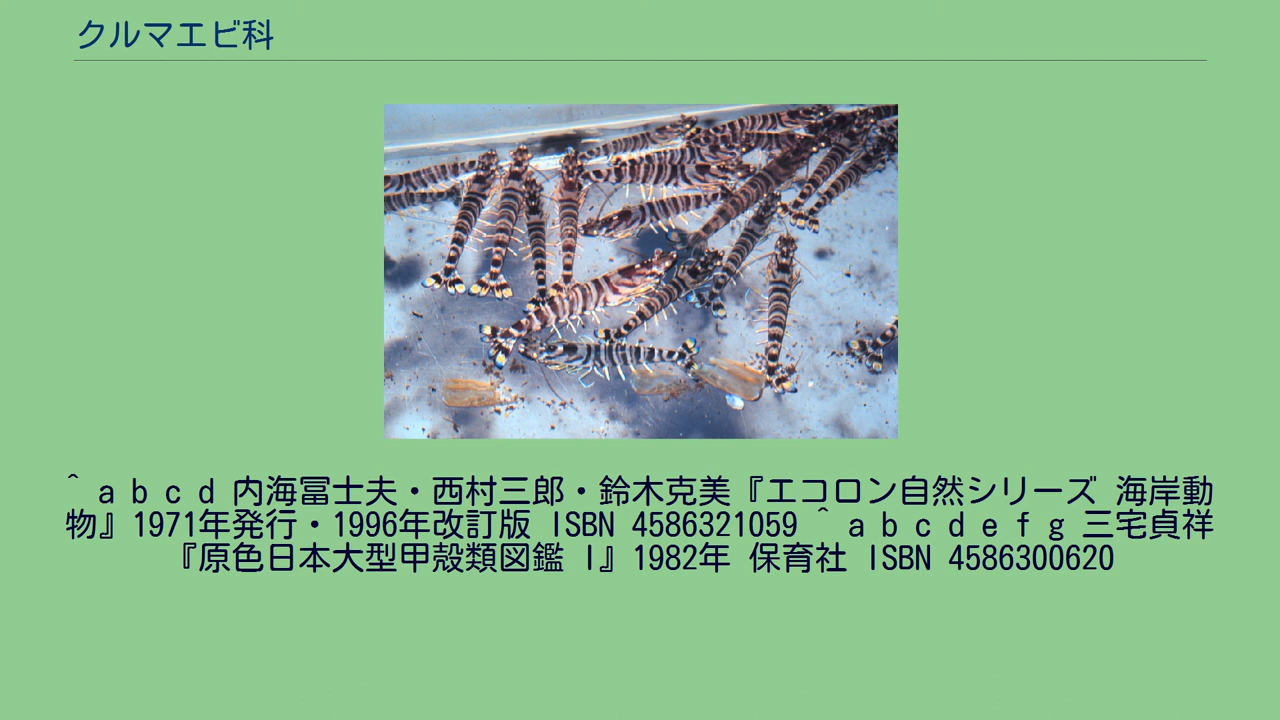 クルマエビ科
^ a b c d 内海冨士夫・西村三郎・鈴木克美『エコロン自然シリーズ 海岸動
物』1971年発行・1996年改訂版 ISBN 4586321059 ^ a b c d e f g 三宅貞祥
『原色日本大型甲殻類図鑑 I』1982年 保育社 ISBN 4586300620